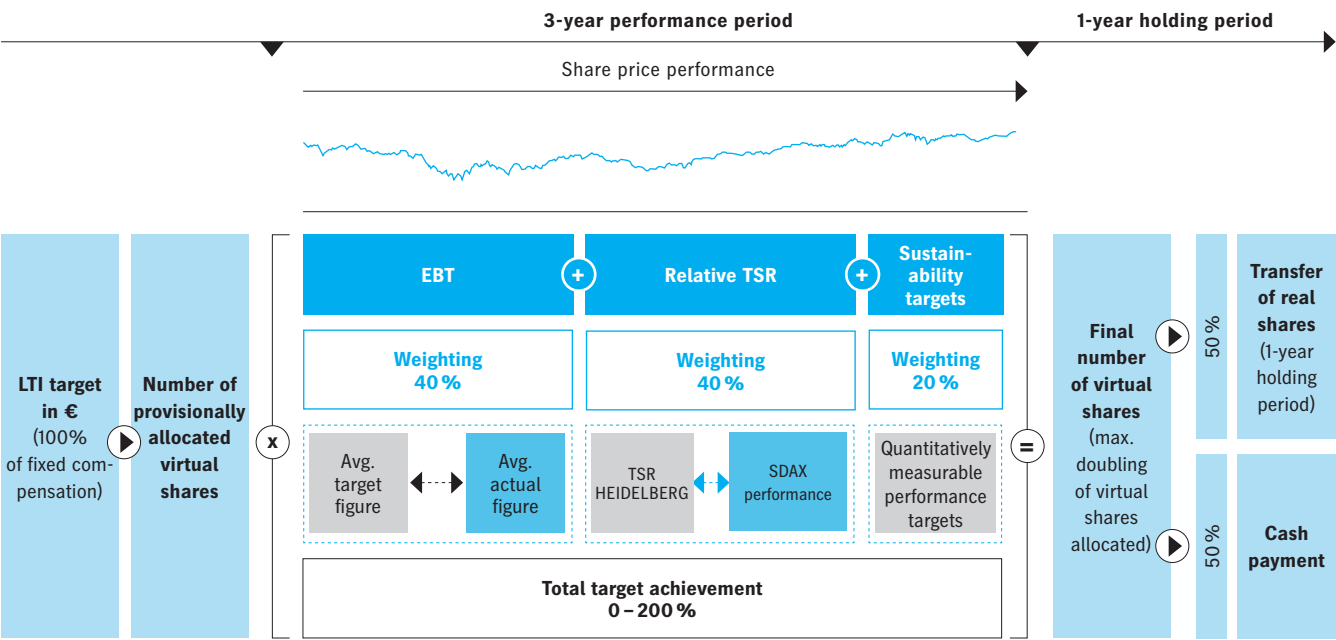 3-year performance period
1-year holding period
Share price performance
LTI target
in €
(100%
of fixed com-
pensation)
Number of
provisionally
allocated
virtual
shares
x
EBT
+
Relative TSR
+
Sustain-
ability
targets
Weighting
40 %
Weighting
40 %
Weighting
20 %
Avg.
target
figure
Avg.
actual
figure
TSR
HEIDELBERG
SDAX
performance
Quantitatively
measurable
performance
targets
Total target achievement
0 – 200 %
=
Final
number
of virtual
shares
(max.
doubling
of virtual
shares
allocated)
50 %
Transfer
of real
shares
(1-year
holding
period)
50 %
Cash
payment